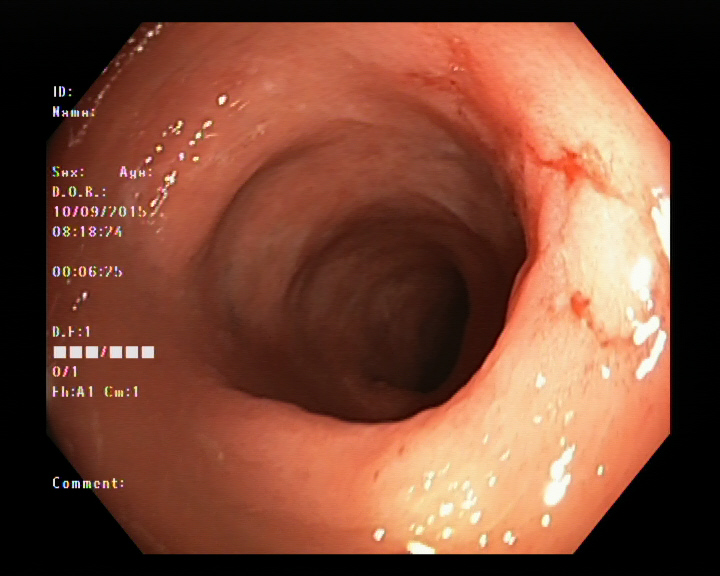 ID:
Name:
Sex: Age:
D.O.B.:
10/09/2015
08:18:24
00:06:25
D.F:1
■■■/■■■
0/1
Eh:A1 Cm:1
Comment: